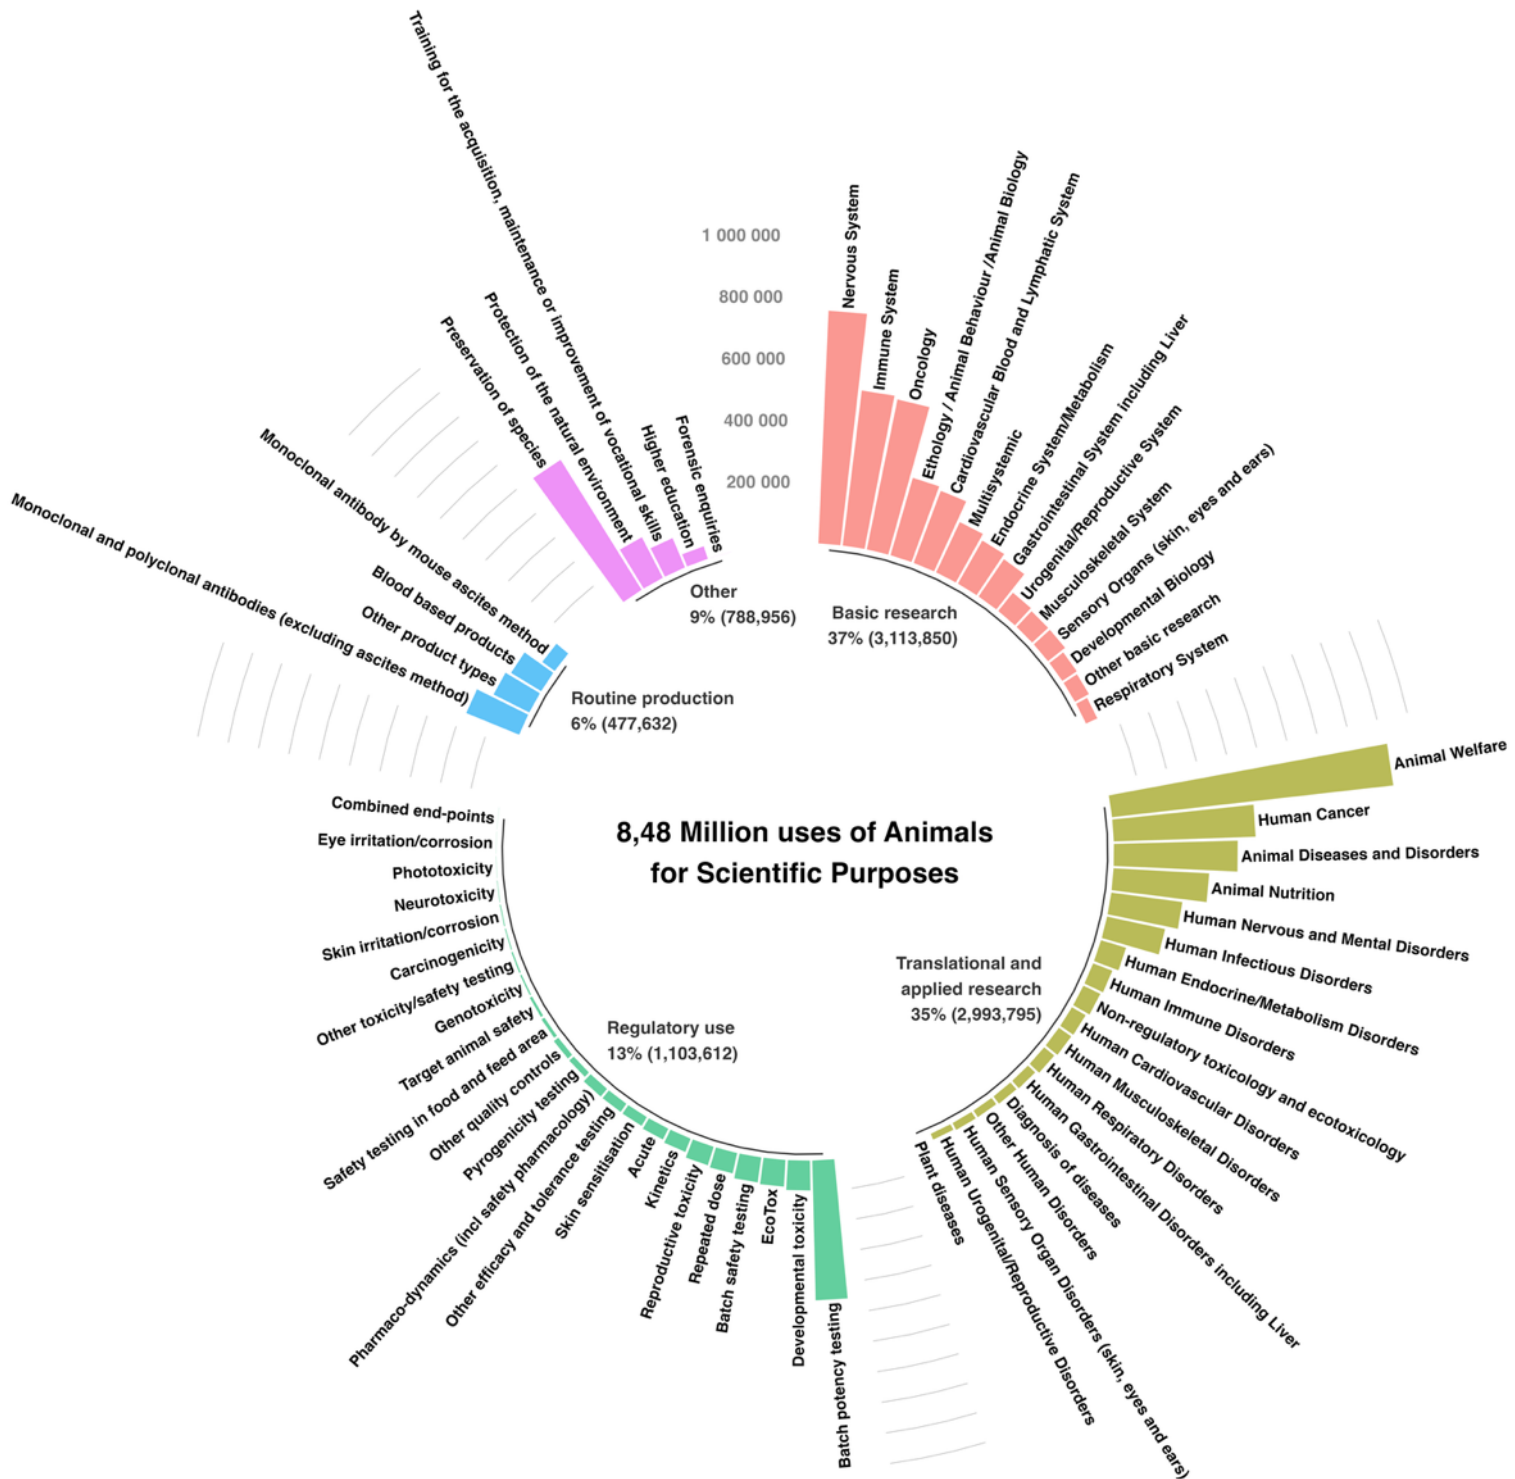 8,48 Million uses of Animals
for Scientific Purposes
1 000 000
800 000
600 000
400 000
200 000
Basic research
37% (3,113,850)
Nervous System
Immune System
Oncology
Ethology / Animal Behaviour /Animal Biology
Cardiovascular Blood and Lymphatic System
Multisystemic
Endocrine System/Metabolism
Gastrointestinal System including Liver
Urogenital/Reproductive System
Musculoskeletal System
Sensory Organs (skin, eyes and ears)
Developmental Biology
Other basic research
Respiratory System
Translational and
applied research
35% (2,993,795)
Animal Welfare
Human Cancer
Animal Diseases and Disorders
Animal Nutrition
Human Nervous and Mental Disorders
Human Infectious Disorders
Human Endocrine/Metabolism Disorders
Human Immune Disorders
Non-regulatory toxicology and ecotoxicology
Human Cardiovascular Disorders
Human Musculoskeletal Disorders
Human Respiratory Disorders
Human Gastrointestinal Disorders including Liver
Diagnosis of diseases
Other Human Disorders
Human Sensory Organ Disorders (skin, eyes and ears)
Human Urogenital/Reproductive Disorders
Plant diseases
Regulatory use
13% (1,103,612)
Batch potency testing
Developmental toxicity
EcoTox
Batch safety testing
Repeated dose
Reproductive toxicity
Kinetics
Acute
Skin sensitisation
Other efficacy and tolerance testing
Pharmaco-dynamics (incl safety pharmacology)
Pyrogenicity testing
Other quality controls
Safety testing in food and feed area
Target animal safety
Genotoxicity
Other toxicity/safety testing
Carcinogenicity
Skin irritation/corrosion
Neurotoxicity
Phototoxicity
Eye irritation/corrosion
Combined end-points
Routine production
6% (477,632)
Monoclonal and polyclonal antibodies (excluding ascites method)
Other product types
Blood based products
Monoclonal antibody by mouse ascites method
Other
9% (788,956)
Preservation of species
Protection of the natural environment
Training for the acquisition, maintenance or improvement of vocational skills
Higher education
Forensic enquiries